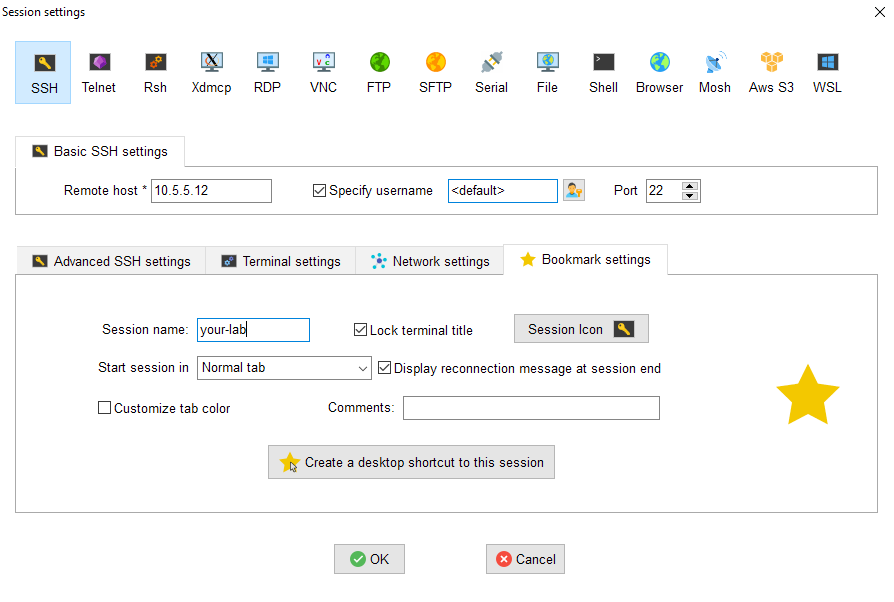 Session settings
SSH Telnet Rsh Xdmcp RDP VNC FTP SFTP Serial File Shell Browser Mosh Aws S3 WSL
Basic SSH settings
Remote host * 10.5.5.12 Specify username <default> Port 22
Advanced SSH settings Terminal settings Network settings Bookmark settings
Session name: your-lab Lock terminal title Session Icon
Start session in Normal tab Display reconnection message at session end
Customize tab color Comments:
Create a desktop shortcut to this session
OK Cancel